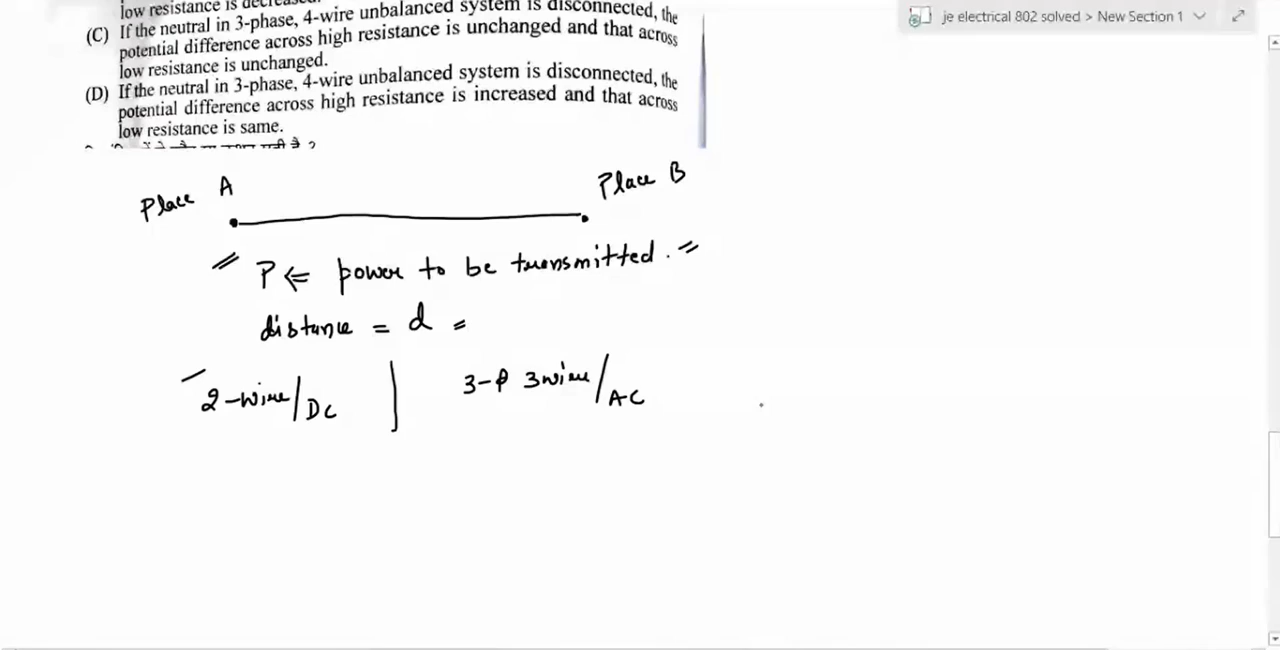 je electrical 802 solved > New Section 1
low resistance is decreased.
(C) If the neutral in 3-phase, 4-wire unbalanced system is disconnected, the
potential difference across high resistance is unchanged and that across
low resistance is unchanged.
(D) If the neutral in 3-phase, 4-wire unbalanced system is disconnected, the
potential difference across high resistance is increased and that across
low resistance is same.
Place A
Place B
P ⇐ power to be transmitted.
distance = d =
2-wire/DC
3-φ 3wire/AC